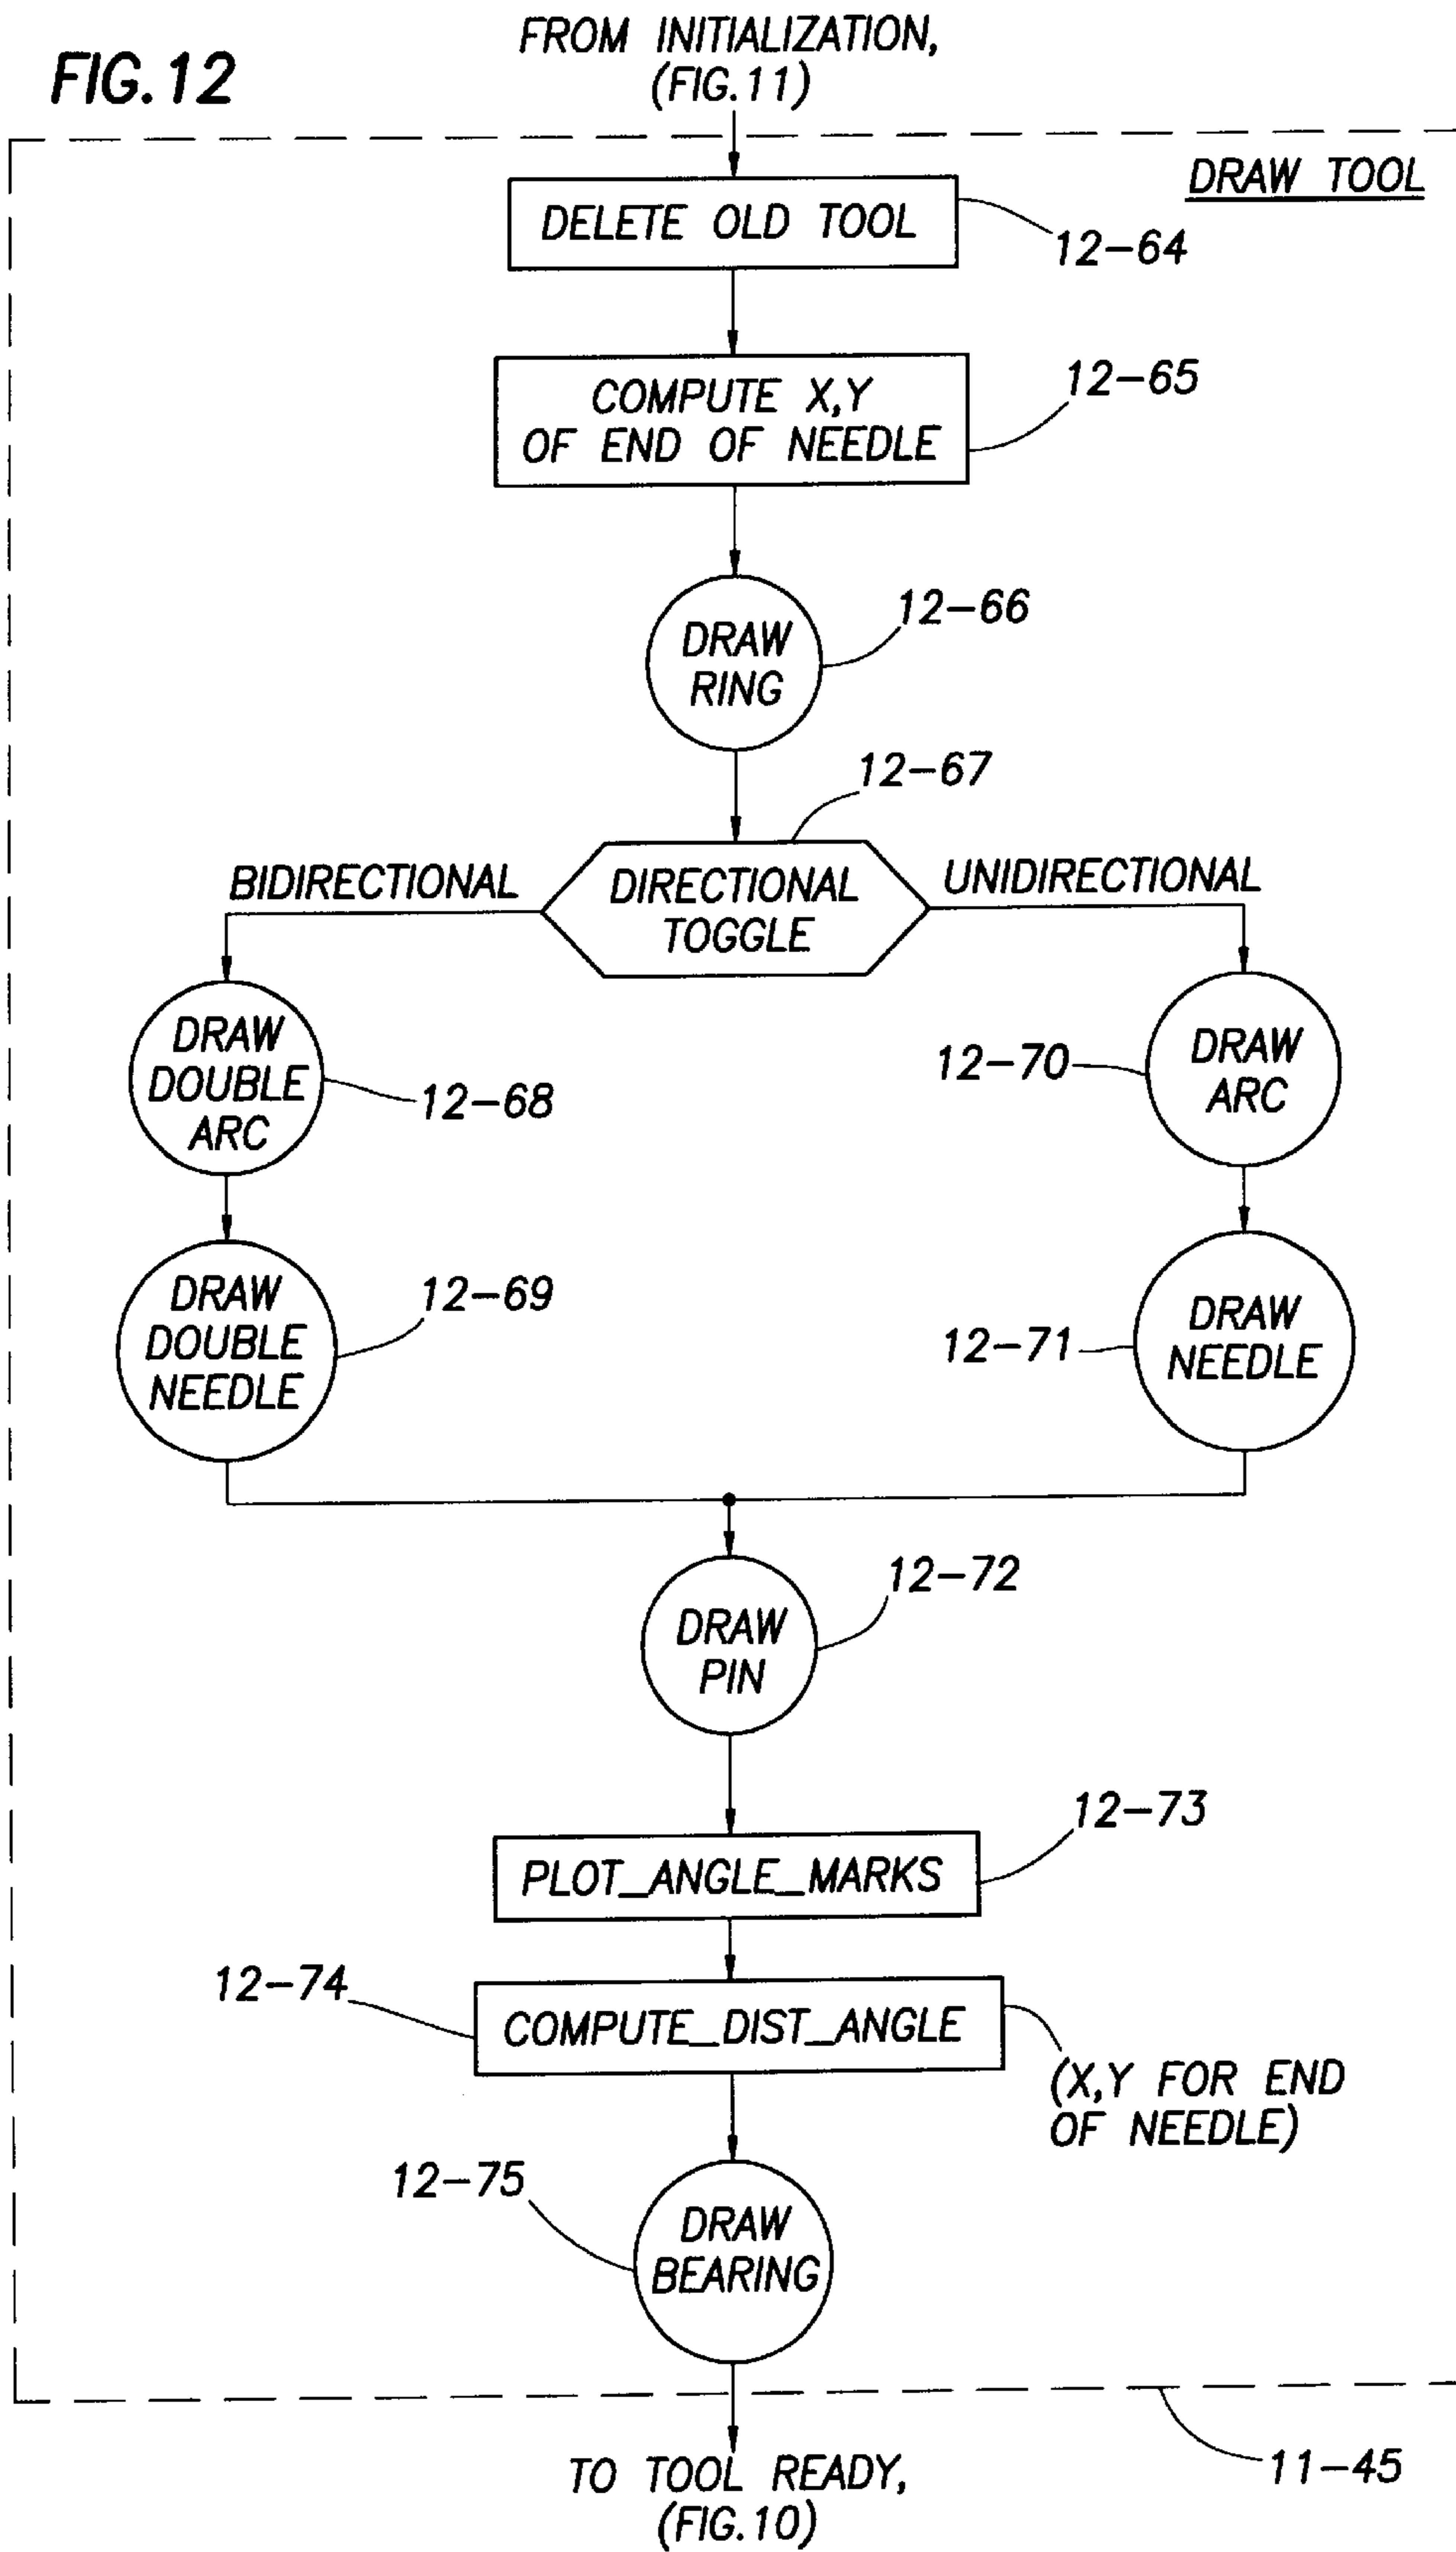 FIG.12
FROM INITIALIZATION,
(FIG.11)
DRAW TOOL
DELETE OLD TOOL
12-64
COMPUTE X,Y
OF END OF NEEDLE
12-65
DRAW
RING
12-66
12-67
BIDIRECTIONAL
DIRECTIONAL
TOGGLE
UNIDIRECTIONAL
DRAW
DOUBLE
ARC
12-68
12-70
DRAW
ARC
DRAW
DOUBLE
NEEDLE
12-69
12-71
DRAW
NEEDLE
DRAW
PIN
12-72
12-73
PLOT_ANGLE_MARKS
12-74
COMPUTE_DIST_ANGLE
(X,Y FOR END
OF NEEDLE)
12-75
DRAW
BEARING
11-45
TO TOOL READY,
(FIG.10)